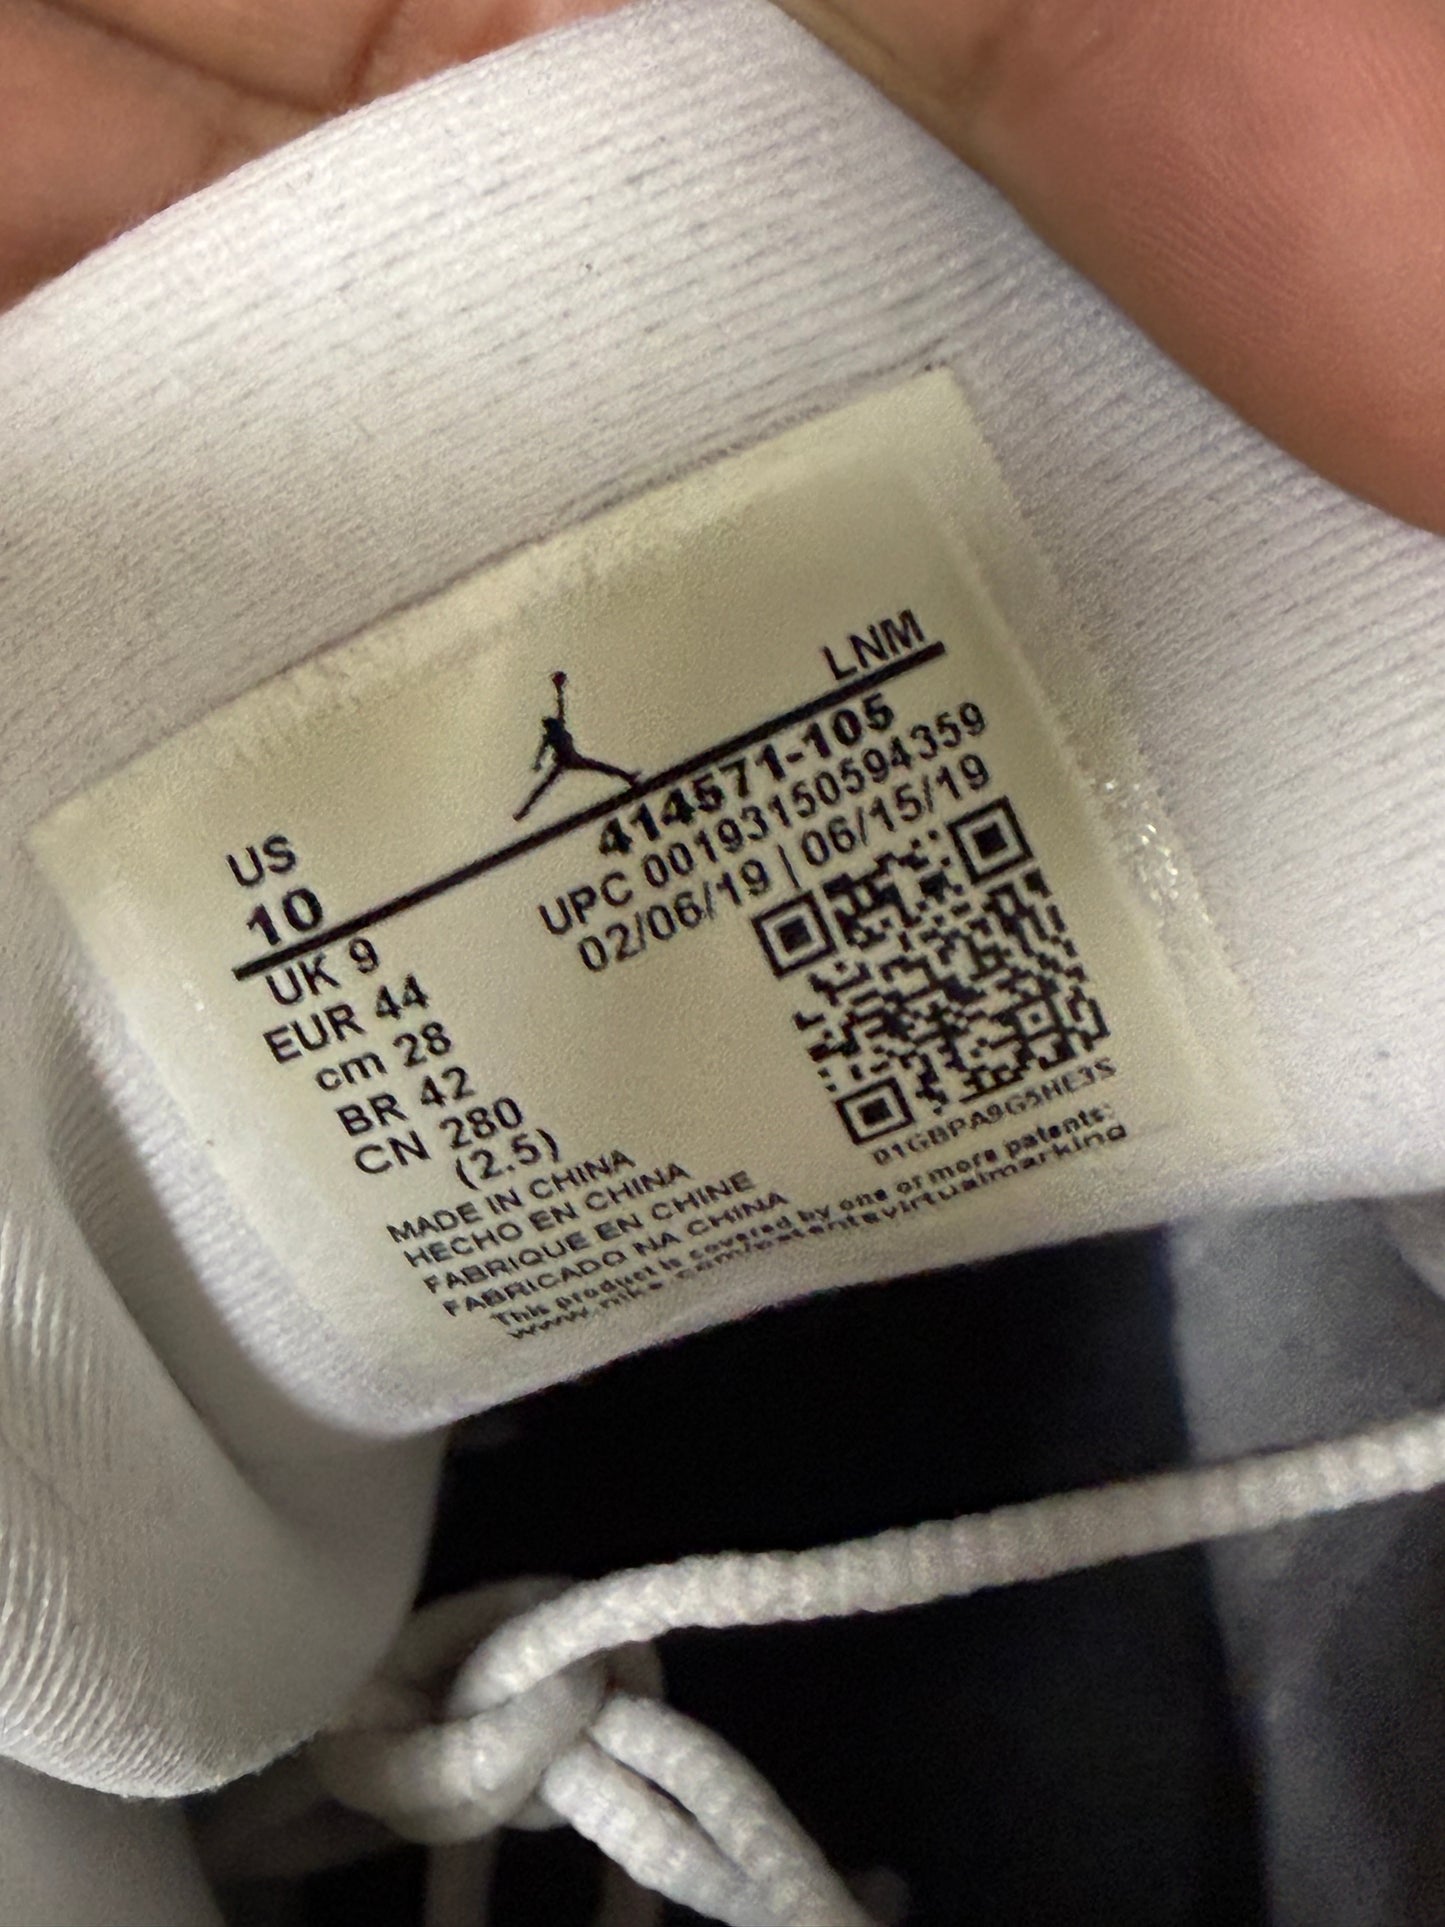 LNM
US
10
414571-105
UPC 00193150594359
02/06/19 | 06/15/19
UK 9
EUR 44
cm 28
BR 42
CN 280
(2.5)
01GBPA9G5HE3S
MADE IN CHINA
HECHO EN CHINA
FABRIQUE EN CHINE
FABRICADO NA CHINA
This product is covered by one or more patents:
www.nike.com/patentsvirtualmarking